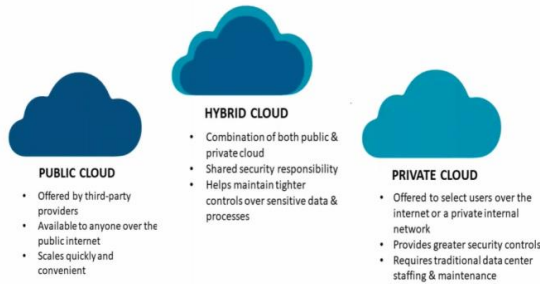 HYBRID CLOUD
• Combination of both public &
private cloud
• Shared security responsibility
• Helps maintain tighter
controls over sensitive data &
processes
PUBLIC CLOUD
• Offered by third-party
providers
• Available to anyone over the
public internet
• Scales quickly and
convenient
PRIVATE CLOUD
• Offered to select users over the
internet or a private internal
network
• Provides greater security controls
• Requires traditional data center
staffing & maintenance